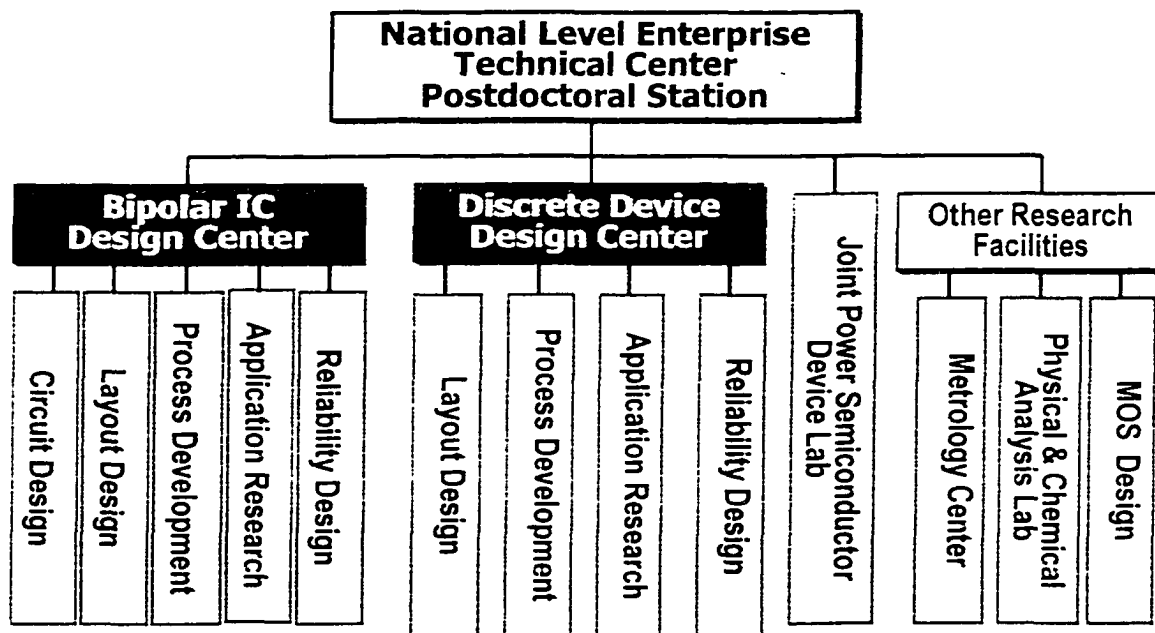 National Level Enterprise
Technical Center
Postdoctoral Station
Bipolar IC
Design Center
Discrete Device
Design Center
Joint Power Semiconductor
Device Lab
Other Research
Facilities
Circuit Design
Layout Design
Process Development
Application Research
Reliability Design
Layout Design
Process Development
Application Research
Reliability Design
Metrology Center
Physical & Chemical
Analysis Lab
MOS Design